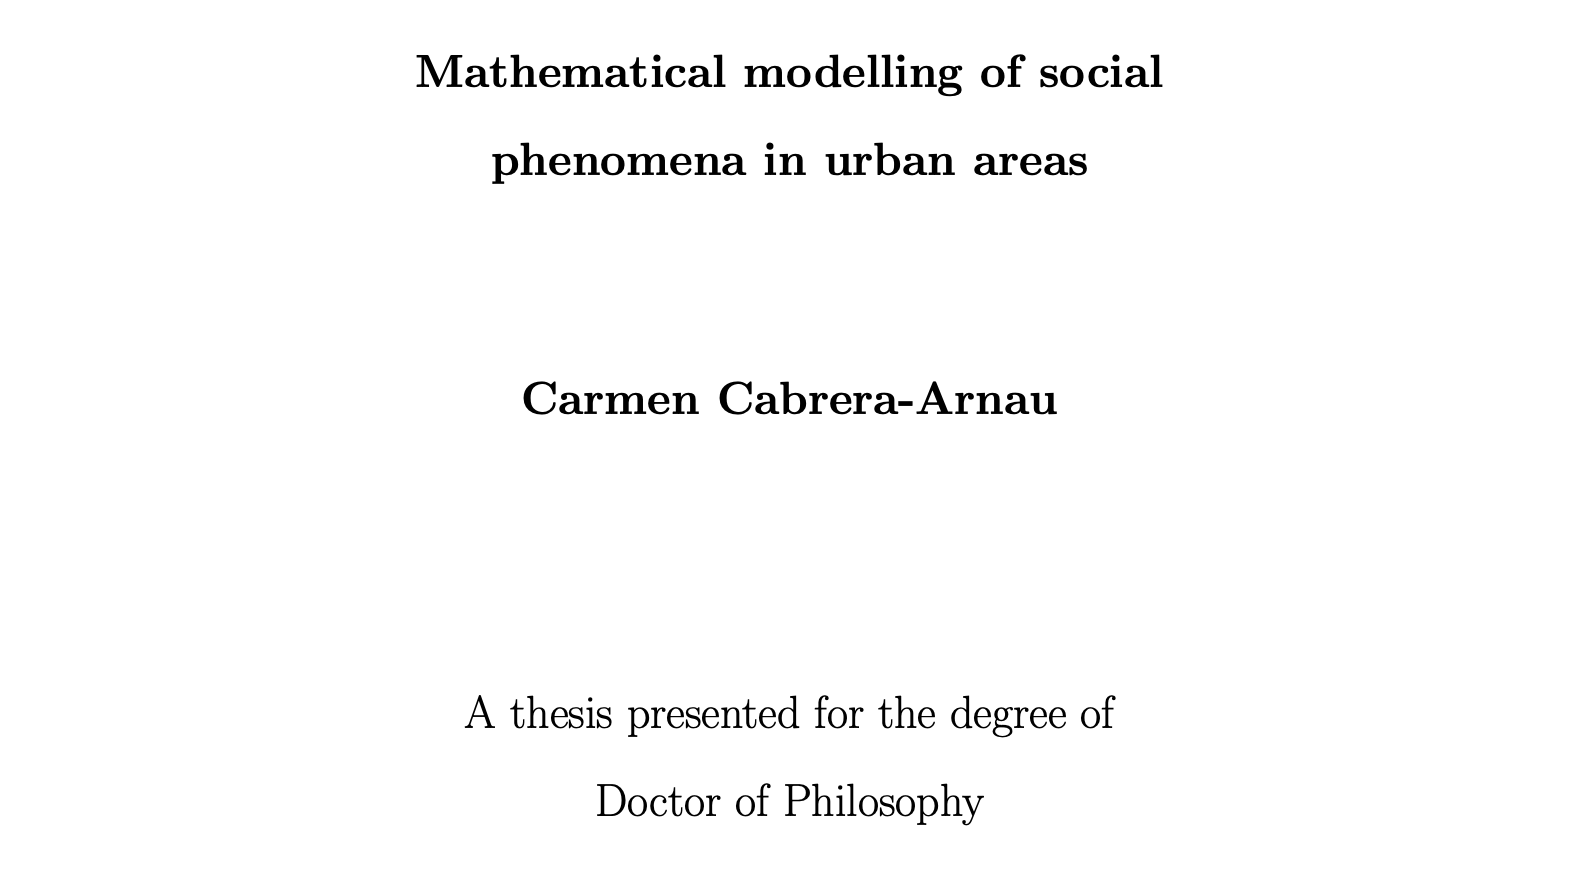 Mathematical modelling of social
phenomena in urban areas
Carmen Cabrera-Arnau
A thesis presented for the degree of
Doctor of Philosophy